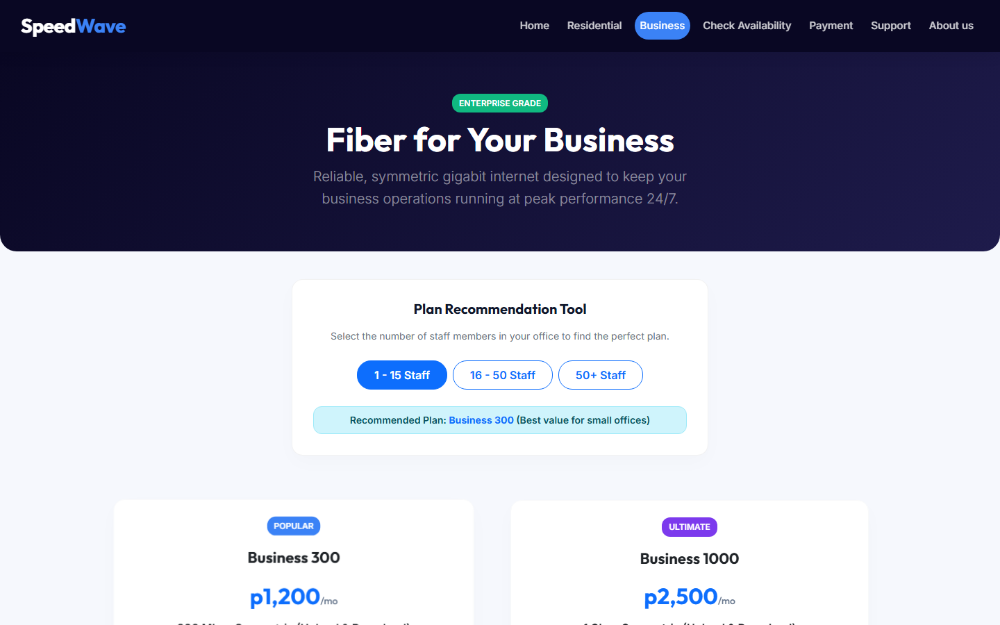 SpeedWave
Home Residential Business Check Availability Payment Support About us
ENTERPRISE GRADE
Fiber for Your Business
Reliable, symmetric gigabit internet designed to keep your
business operations running at peak performance 24/7.
Plan Recommendation Tool
Select the number of staff members in your office to find the perfect plan.
1 - 15 Staff 16 - 50 Staff 50+ Staff
Recommended Plan: Business 300 (Best value for small offices)
POPULAR
Business 300
p1,200/mo
ULTIMATE
Business 1000
p2,500/mo